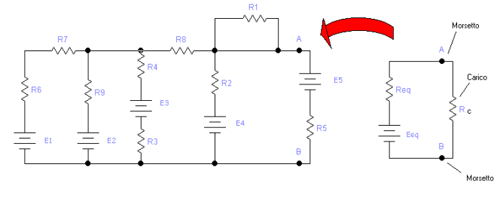 R1
R7
R8
A
Morsetto
A
R4
R6
R9
R2
E5
Req
Carico
R
c
E3
E4
R5
Eeq
E1
E2
R3
B
B
Morsetto